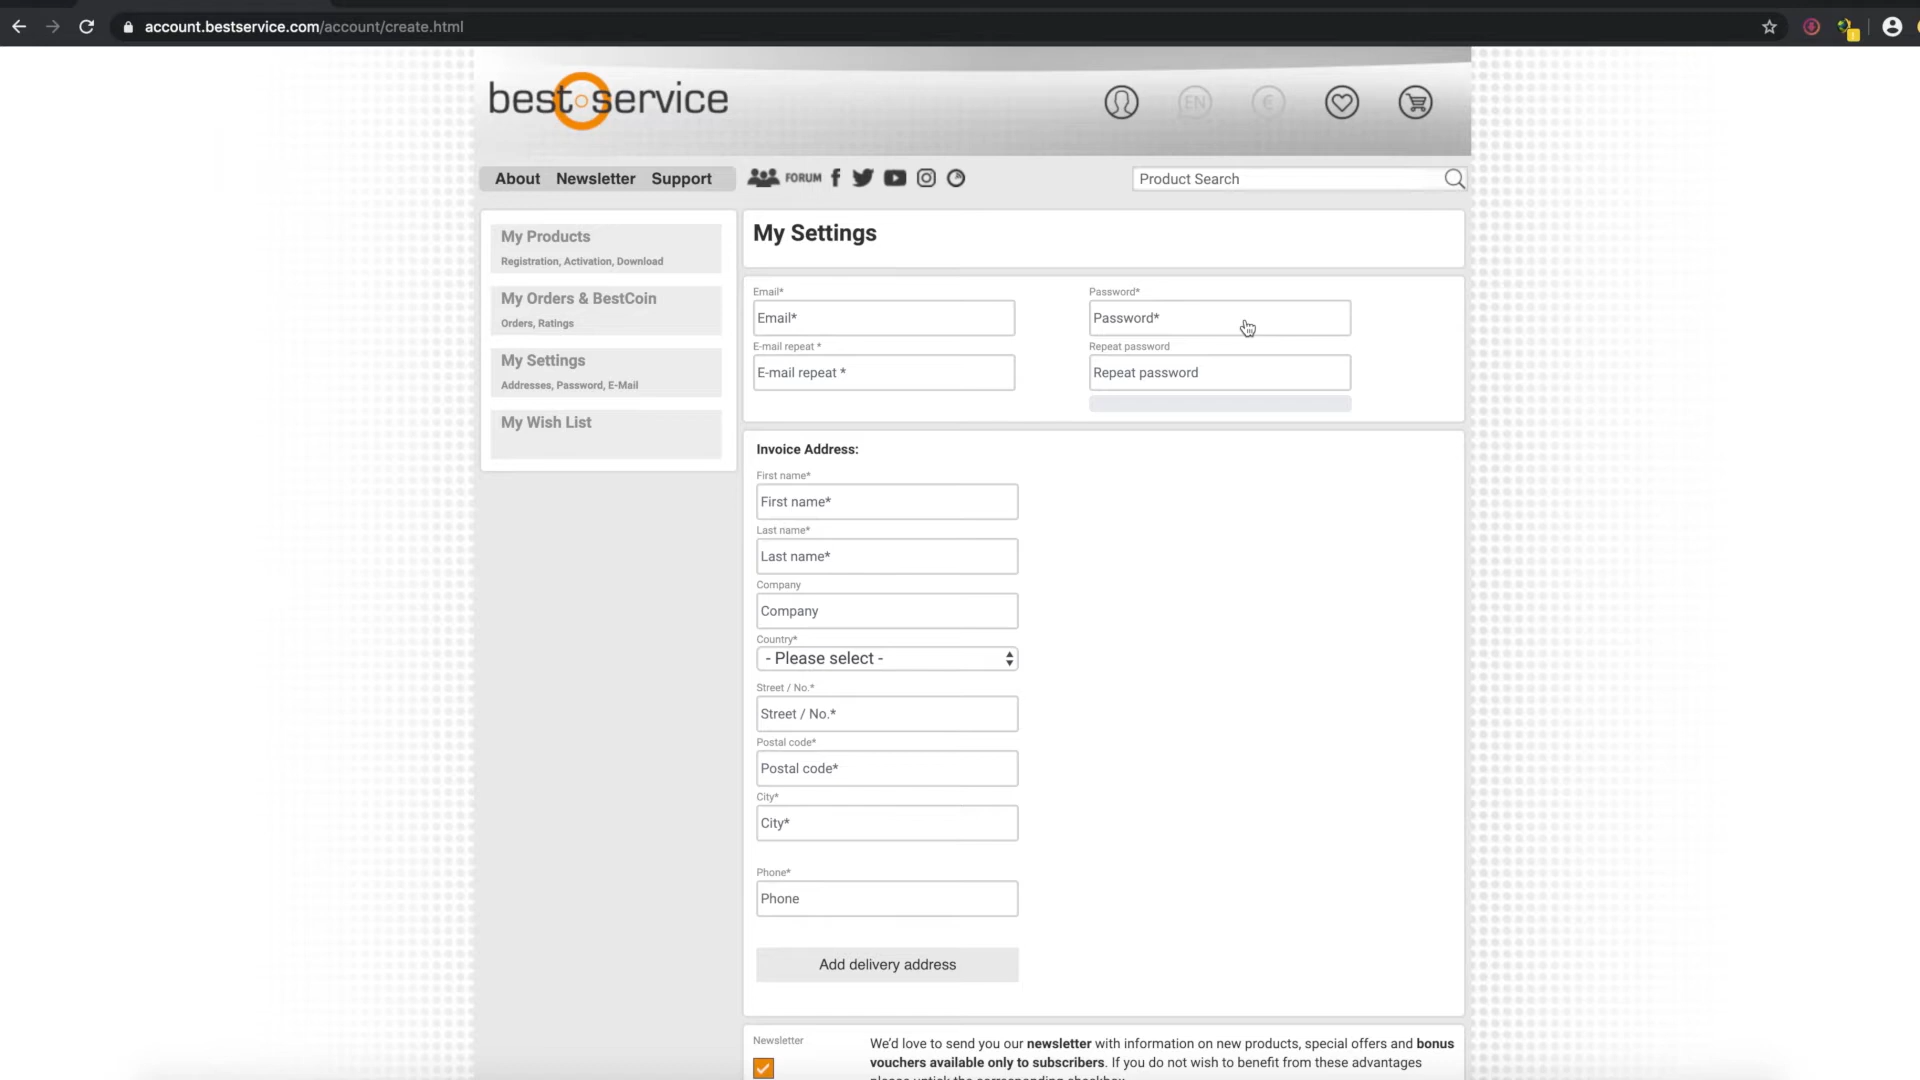 account.bestservice.com/account/create.html
best service
EN
€
About Newsletter Support
FORUM
Product Search
My Products
Registration, Activation, Download
My Orders & BestCoin
Orders, Ratings
My Settings
Addresses, Password, E-Mail
My Wish List
My Settings
Email* Password*
Email* Password*
E-mail repeat * Repeat password
E-mail repeat * Repeat password
Invoice Address:
First name*
First name*
Last name*
Last name*
Company
Company
Country*
- Please select -
Street / No.*
Street / No.*
Postal code*
Postal code*
City*
City*
Phone*
Phone
Add delivery address
Newsletter
We'd love to send you our newsletter with information on new products, special offers and bonus
vouchers available only to subscribers. If you do not wish to benefit from these advantages
please untick the corresponding checkbox.